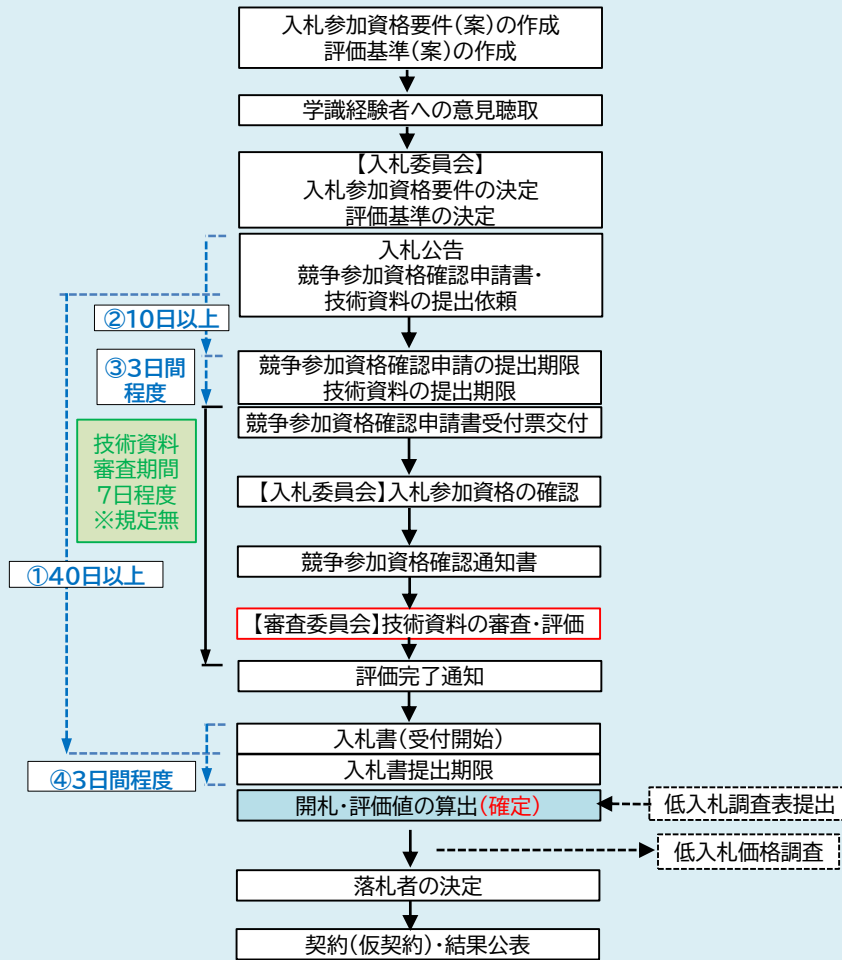 入札参加資格要件(案)の作成
評価基準(案)の作成
学識経験者への意見聴取
【入札委員会】
入札参加資格要件の決定
評価基準の決定
入札公告
競争参加資格確認申請書・
技術資料の提出依頼
②10日以上
③3日間
程度
競争参加資格確認申請の提出期限
技術資料の提出期限
競争参加資格確認申請書受付票交付
技術資料
審査期間
7日程度
※規定無
【入札委員会】入札参加資格の確認
競争参加資格確認通知書
①40日以上
【審査委員会】技術資料の審査・評価
評価完了通知
入札書(受付開始)
入札書提出期限
④3日間程度
開札・評価値の算出(確定)
低入札調査表提出
低入札価格調査
落札者の決定
契約(仮契約)・結果公表